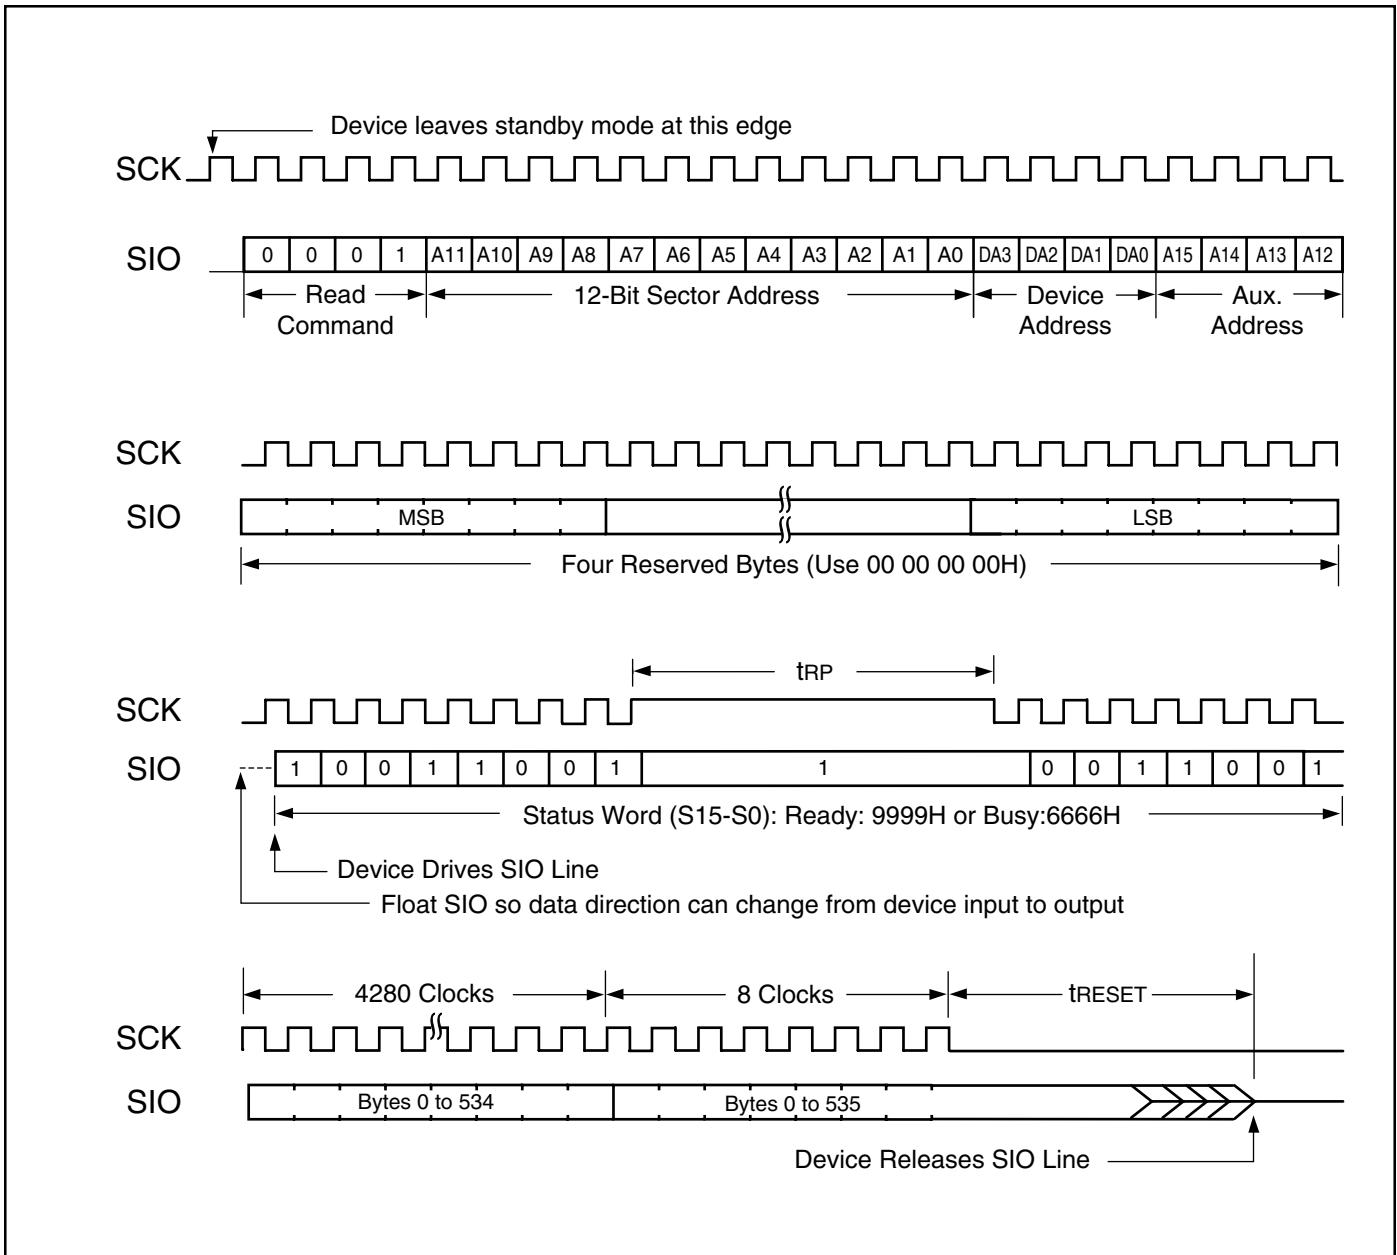 Device leaves standby mode at this edge
SCK
SIO 0 0 0 1 A11 A10 A9 A8 A7 A6 A5 A4 A3 A2 A1 A0 DA3 DA2 DA1 DA0 A15 A14 A13 A12
Read Command 12-Bit Sector Address Device Address Aux. Address
SCK
SIO MSB LSB
Four Reserved Bytes (Use 00 00 00 00H)
tRP
SCK
SIO 1 0 0 1 1 0 0 1 1 0 0 1 1 0 0 1
Status Word (S15-S0): Ready: 9999H or Busy:6666H
Device Drives SIO Line
Float SIO so data direction can change from device input to output
4280 Clocks 8 Clocks tRESET
SCK
SIO Bytes 0 to 534 Bytes 0 to 535
Device Releases SIO Line